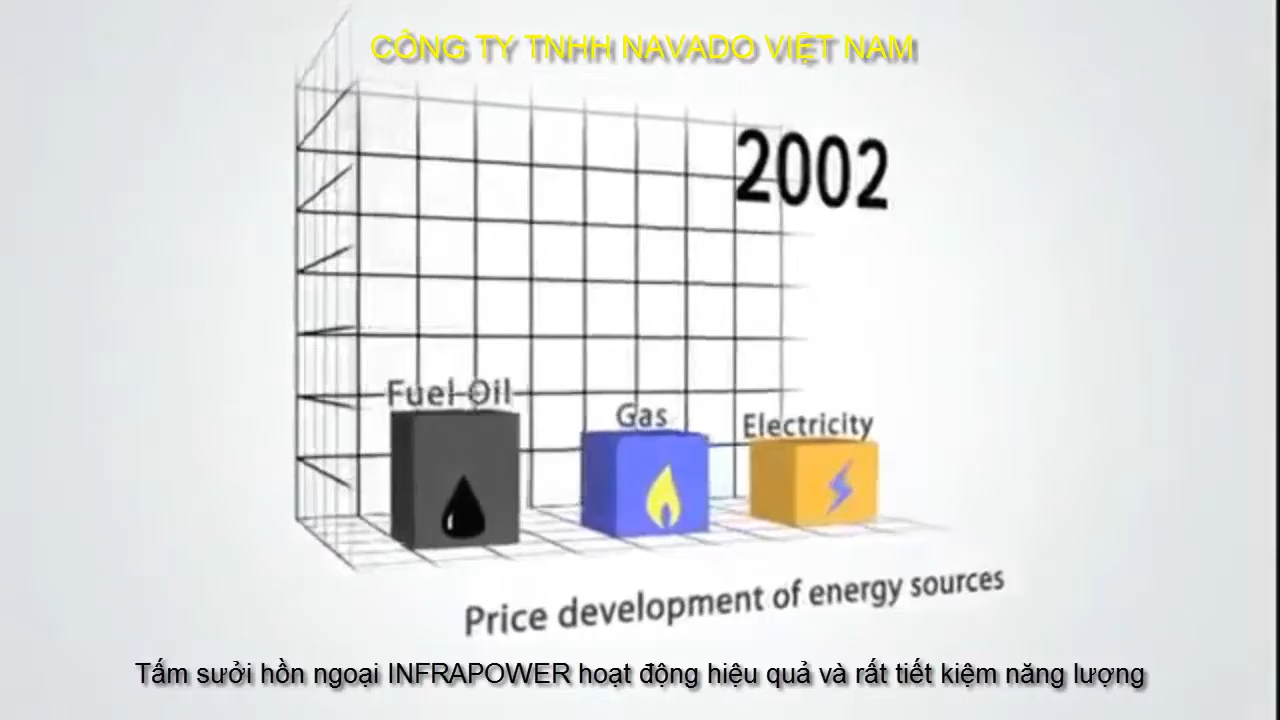 CÔNG TY TNHH NAVADO VIỆT NAM
2002
Fuel Oil
Gas
Electricity
Price development of energy sources
Tấm sưởi hồn ngoại INFRAPOWER hoạt động hiệu quả và rất tiết kiệm năng lượng